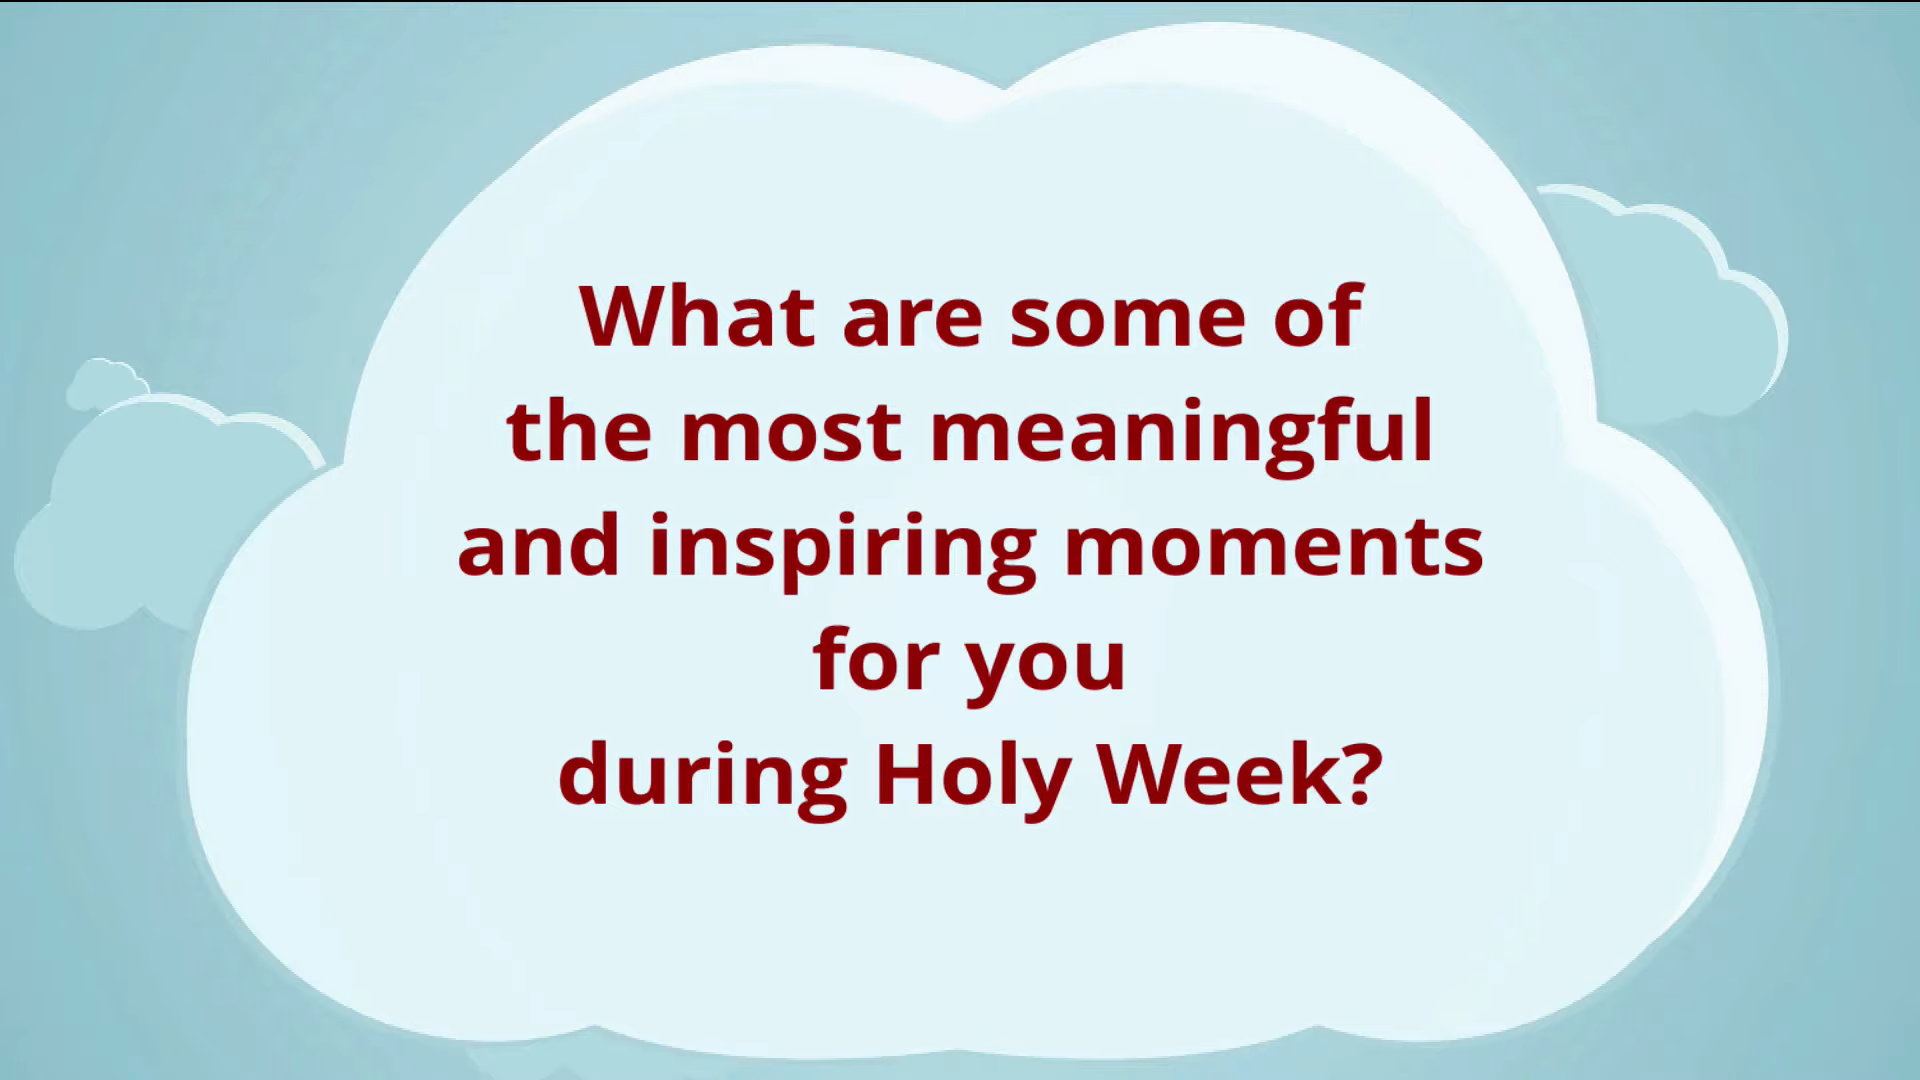 What are some of
the most meaningful
and inspiring moments
for you
during Holy Week?